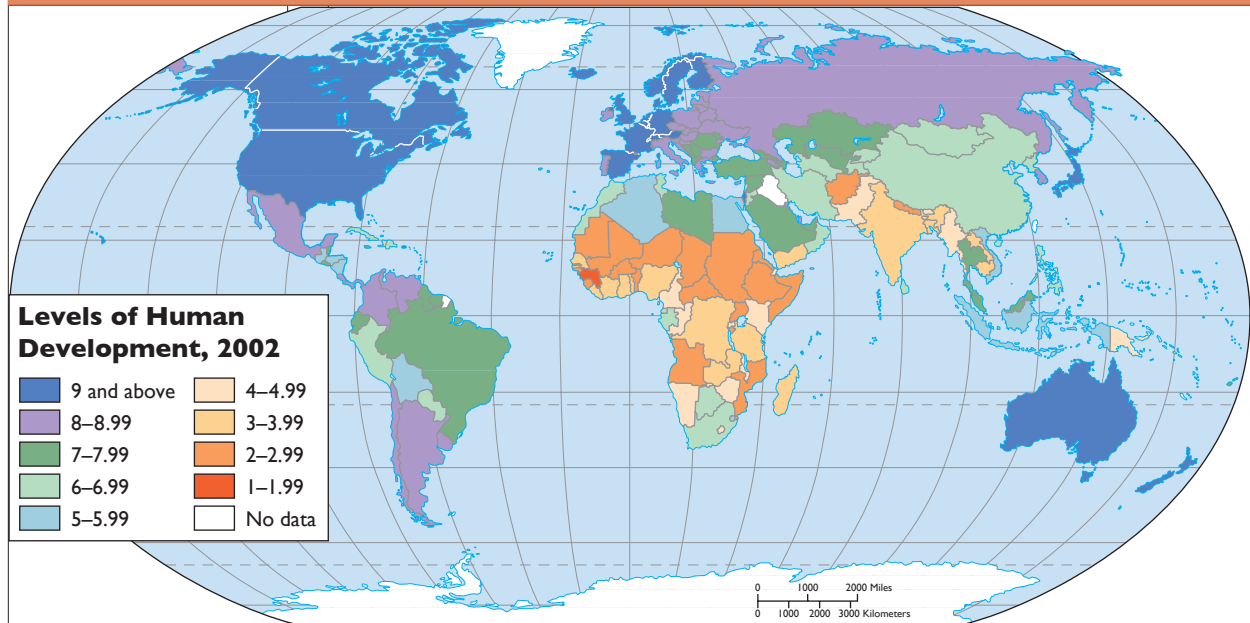 Levels of Human
Development, 2002
9 and above
8–8.99
7–7.99
6–6.99
5–5.99
4–4.99
3–3.99
2–2.99
1–1.99
No data
0 1000 2000 Miles
0 1000 2000 3000 Kilometers